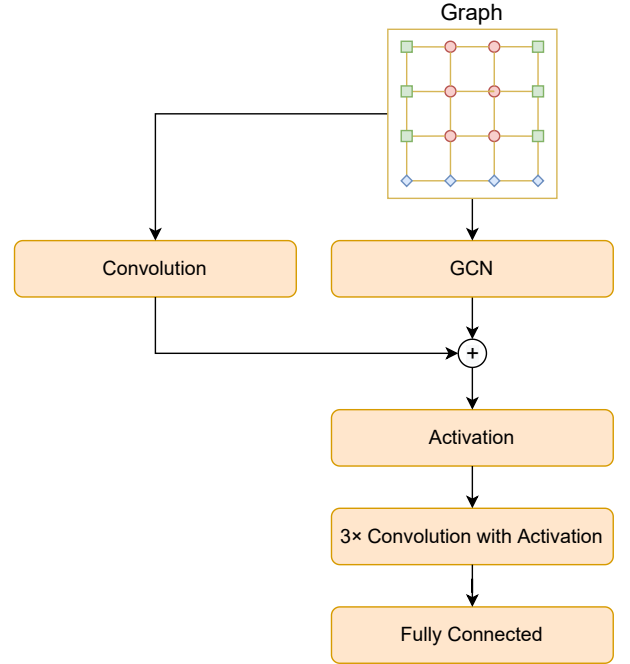 Graph
Convolution
GCN
+
Activation
3× Convolution with Activation
Fully Connected